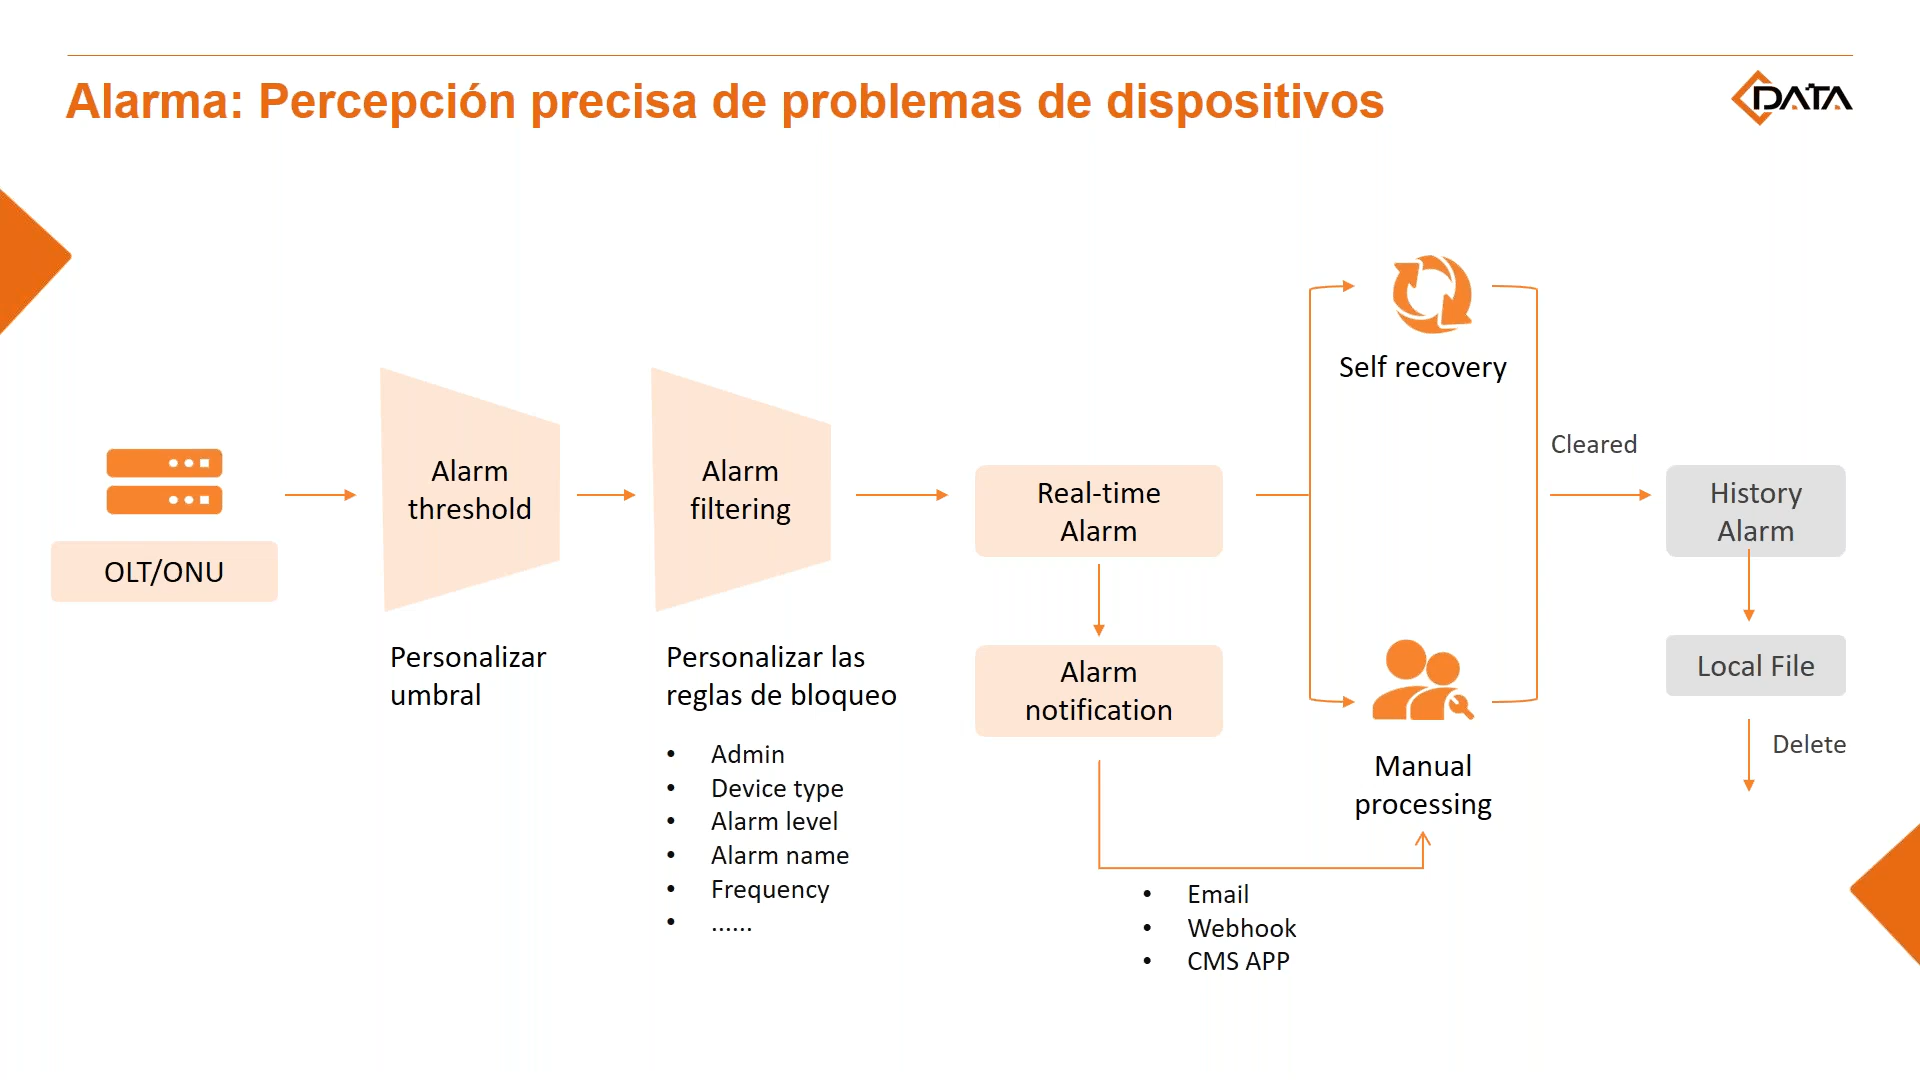 Alarma: Percepción precisa de problemas de dispositivos
DATA
OLT/ONU
Alarm
threshold
Personalizar
umbral
Alarm
filtering
Personalizar las
reglas de bloqueo
• Admin
• Device type
• Alarm level
• Alarm name
• Frequency
• ......
Real-time
Alarm
Alarm
notification
• Email
• Webhook
• CMS APP
Self recovery
Manual
processing
Cleared
History
Alarm
Local File
Delete